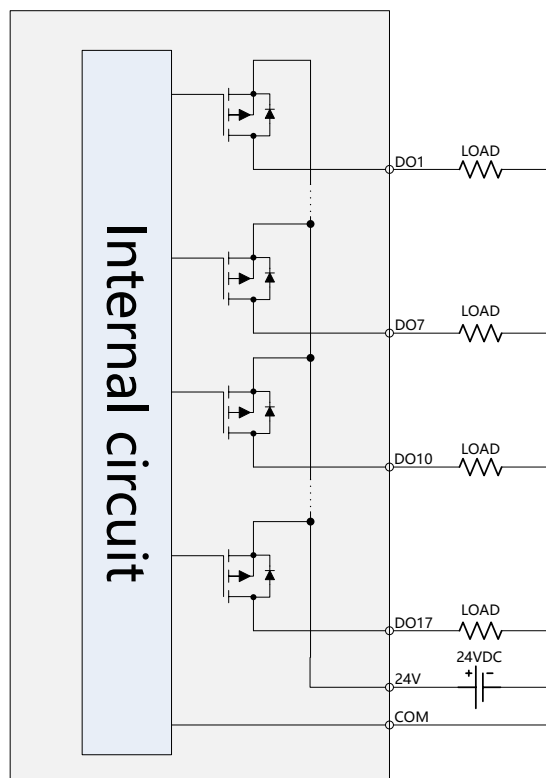 Internal circuit
LOAD
DO1
LOAD
DO7
LOAD
DO10
LOAD
DO17
24VDC
+ -
24V
COM